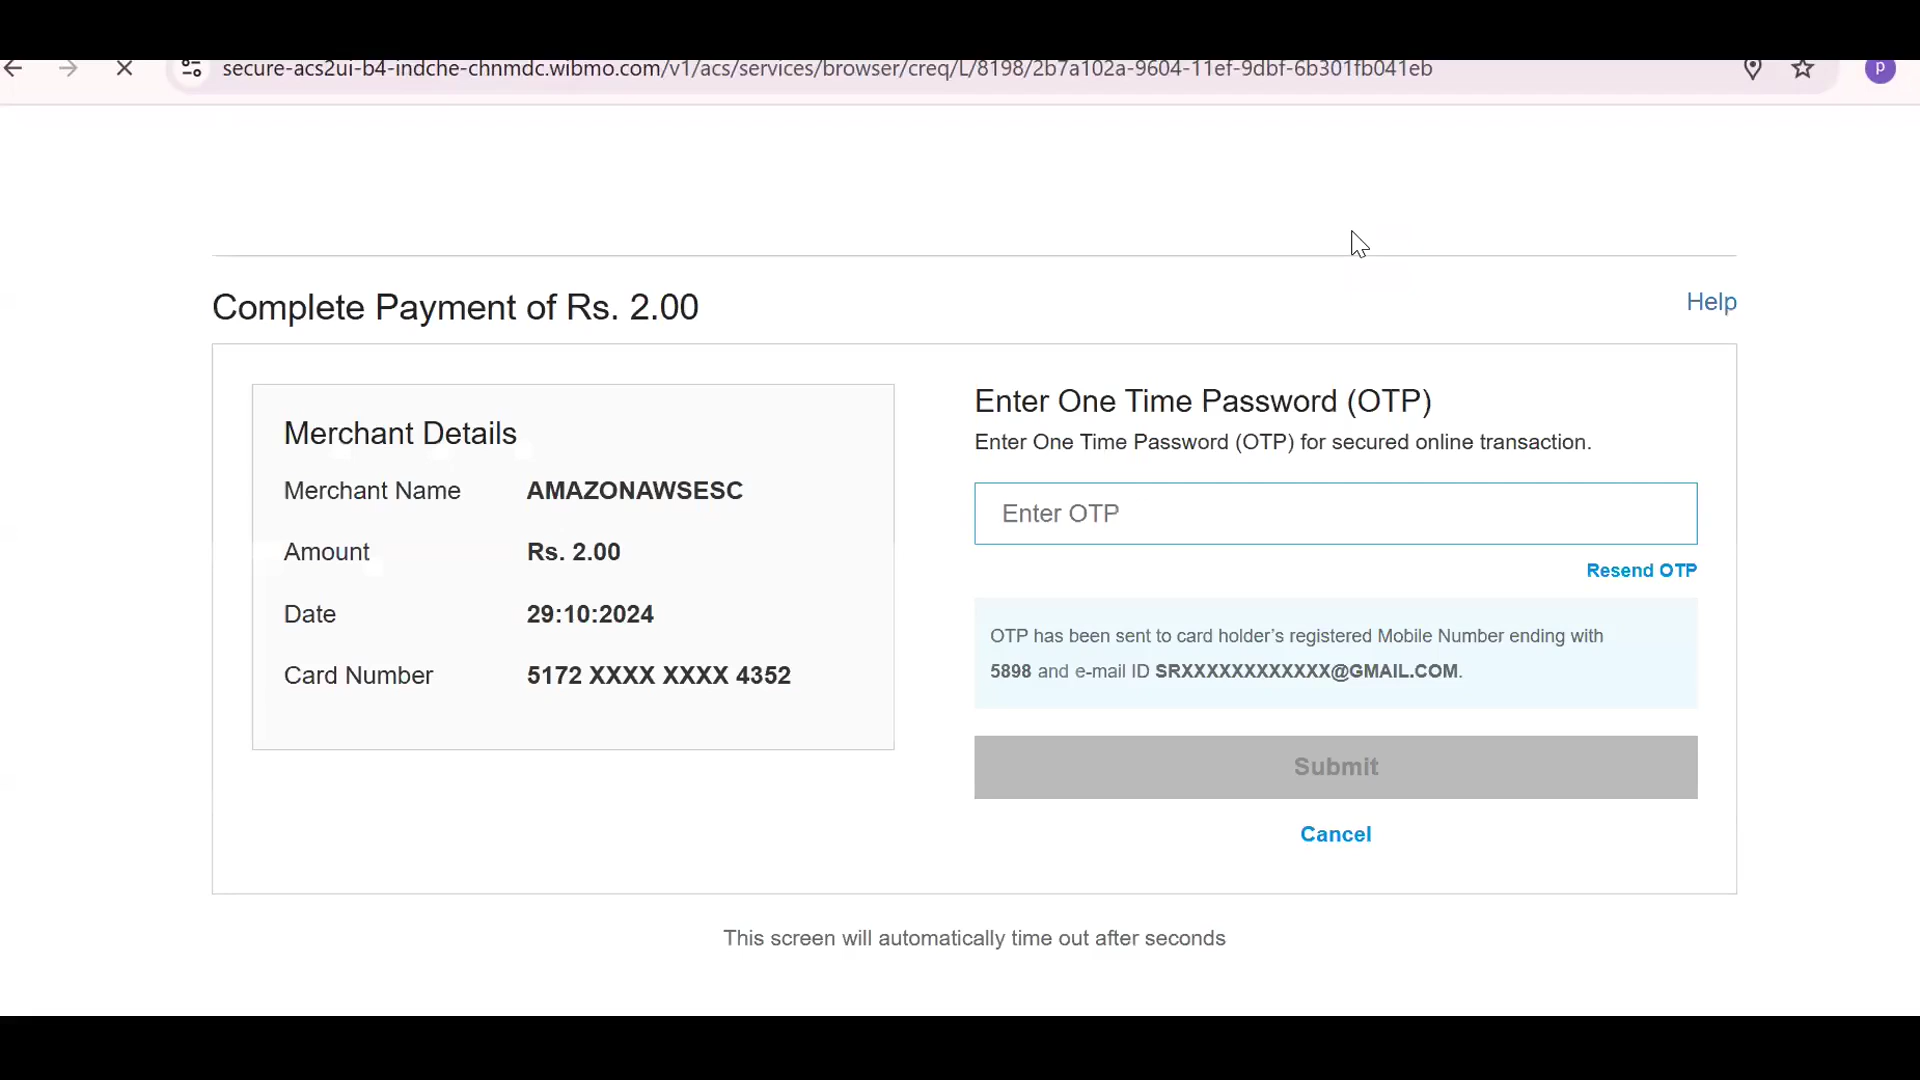 secure-acs2ui-b4-indche-chnmdc.wibmo.com/v1/acs/services/browser/creq/L/8198/2b7a102a-9604-11ef-9dbf-6b301fb041eb
p
Complete Payment of Rs. 2.00
Help
Merchant Details
Merchant Name AMAZONAWSESC
Amount Rs. 2.00
Date 29:10:2024
Card Number 5172 XXXX XXXX 4352
Enter One Time Password (OTP)
Enter One Time Password (OTP) for secured online transaction.
Enter OTP
Resend OTP
OTP has been sent to card holder’s registered Mobile Number ending with
5898 and e-mail ID SRXXXXXXXXXXXX@GMAIL.COM.
Submit
Cancel
This screen will automatically time out after seconds